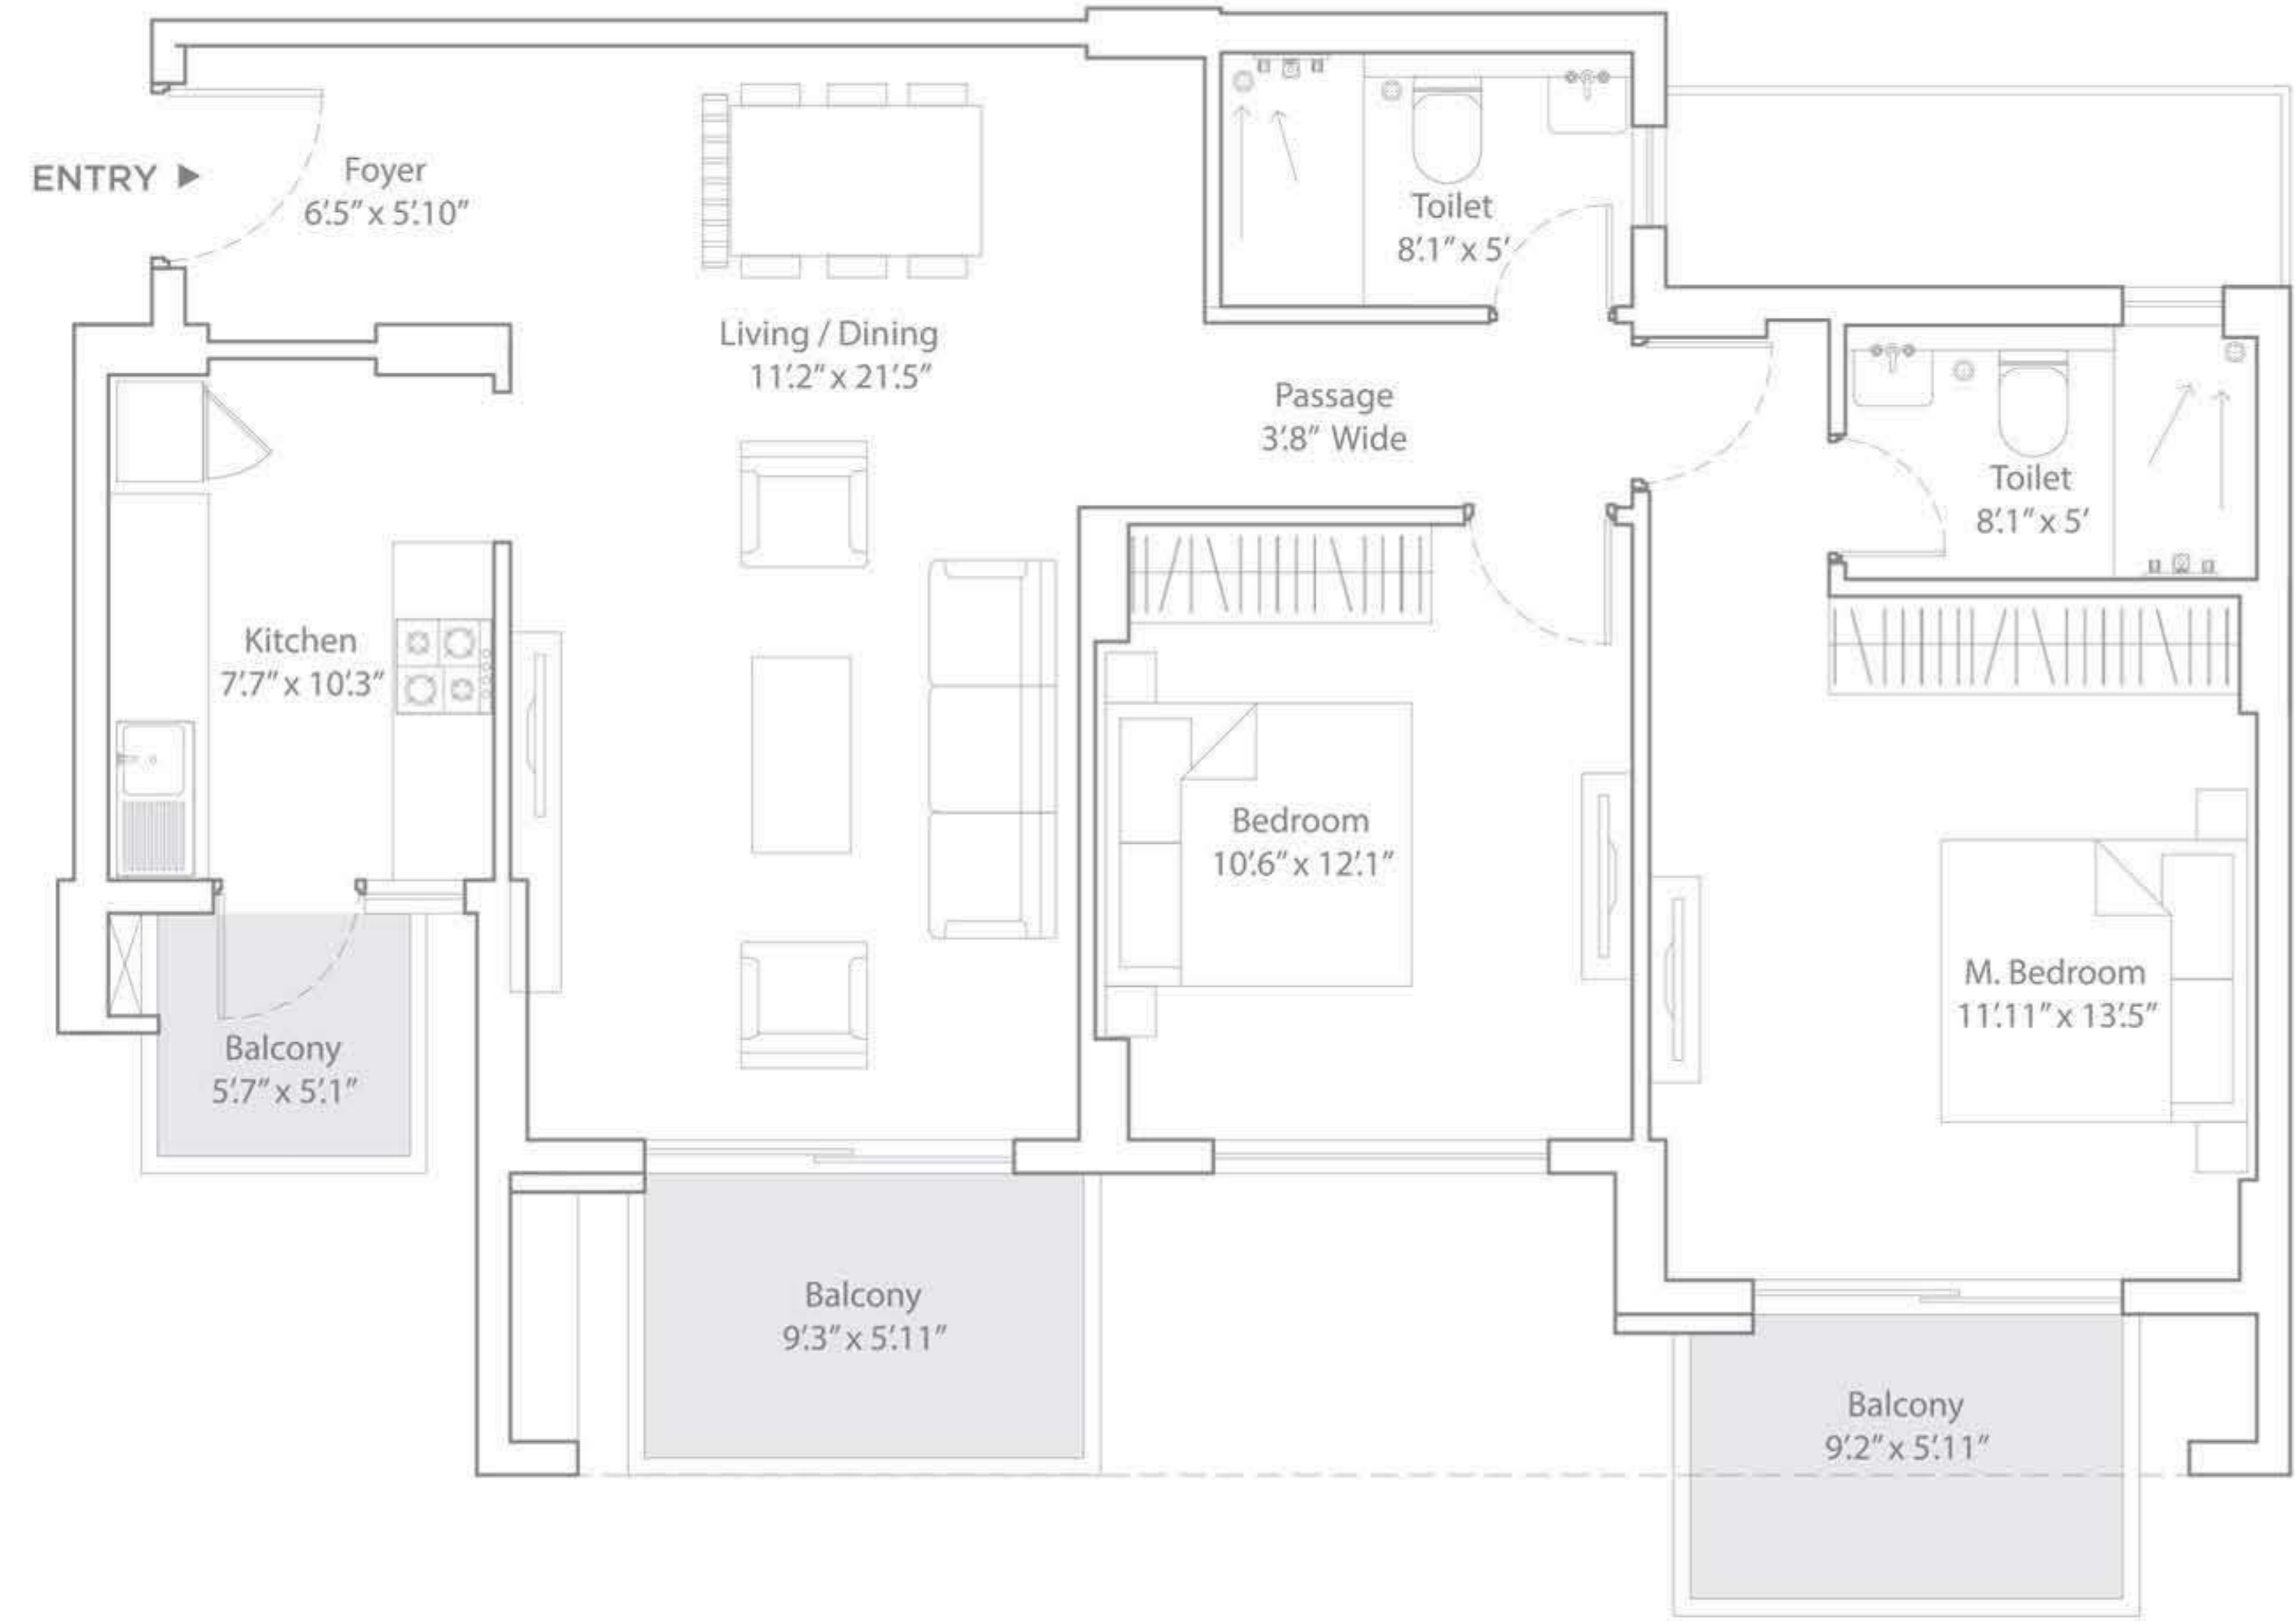 ENTRY ▶
Foyer
6'.5" x 5'.10"
Toilet
8'.1" x 5'
Living / Dining
11'.2" x 21'.5"
Passage
3'.8" Wide
Toilet
8'.1" x 5'
Kitchen
7'.7" x 10'.3"
Bedroom
10'.6" x 12'.1"
M. Bedroom
11'.11" x 13'.5"
Balcony
5'.7" x 5'.1"
Balcony
9'.3" x 5'.11"
Balcony
9'.2" x 5'.11"